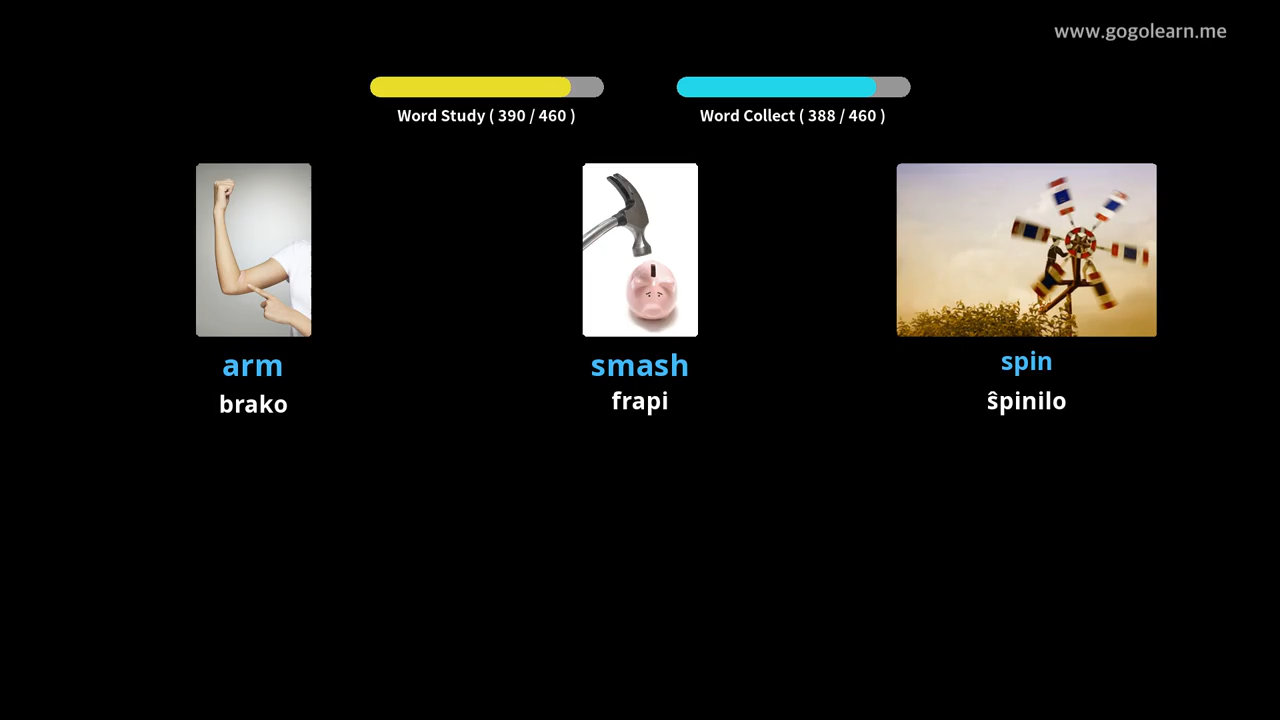 www.gogolearn.me
Word Study ( 390 / 460 )
Word Collect ( 388 / 460 )
arm
smash
spin
brako
frapi
ŝpinilo